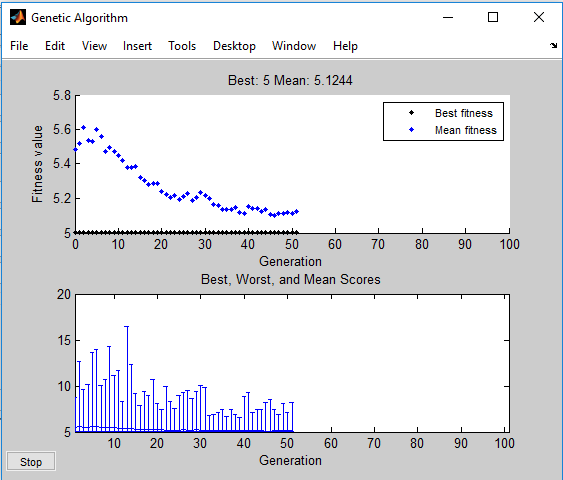 Genetic Algorithm
File Edit View Insert Tools Desktop Window Help
Best: 5 Mean: 5.1244
5.8
5.6
5.4
5.2
5
Fitness value
Best fitness
Mean fitness
0 10 20 30 40 50 60 70 80 90 100
Generation
Best, Worst, and Mean Scores
20
15
10
5
10 20 30 40 50 60 70 80 90 100
Generation
Stop